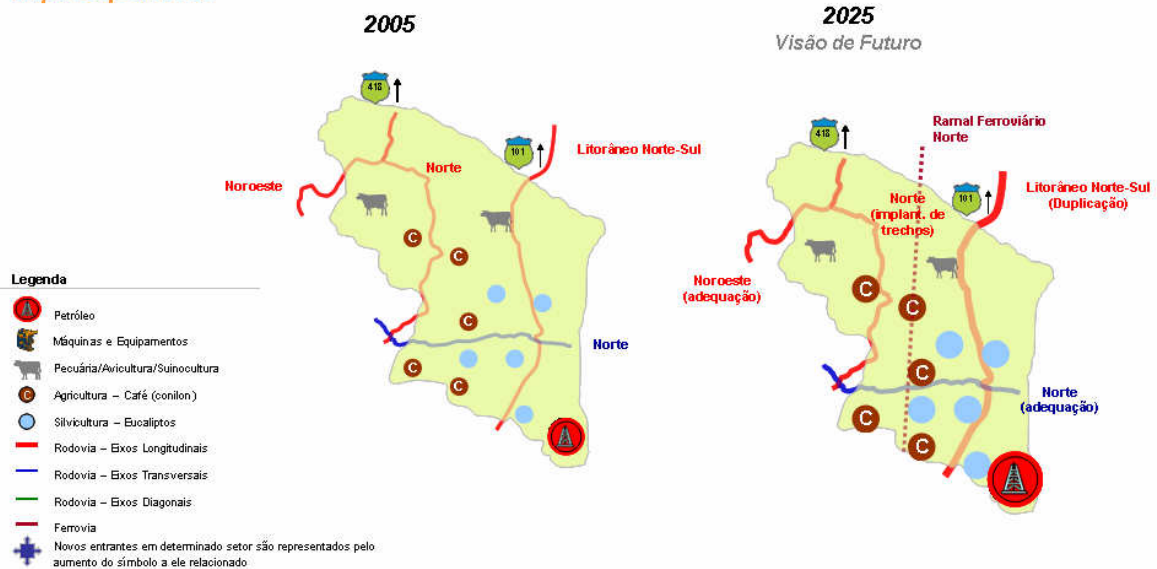 2005
418
101
Litorâneo Norte-Sul
Noroeste
Norte
C
C
C
C
C
Norte
2025
Visão de Futuro
Ramal Ferroviário
Norte
418
101
Litorâneo Norte-Sul
(Duplicação)
Norte
(implant. de
trechos)
Noroeste
(adequação)
C
C
C
C
C
Norte
(adequação)
Legenda
Petróleo
Máquinas e Equipamentos
Pecuária/Avicultura/Suinocultura
C
Agricultura – Café (conilon)
Silvicultura – Eucaliptos
Rodovia – Eixos Longitudinais
Rodovia – Eixos Transversais
Rodovia – Eixos Diagonais
Ferrovia
Novos entrantes em determinado setor são representados pelo
aumento do símbolo a ele relacionado